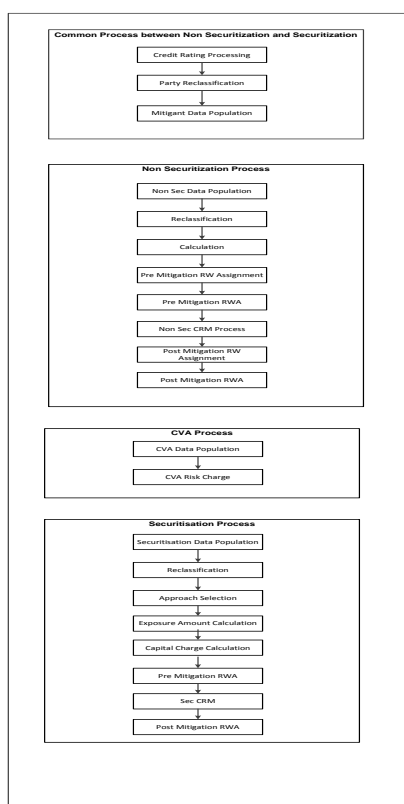 Common Process between Non Securitization and Securitization
Credit Rating Processing
Party Reclassification
Mitigant Data Population
Non Securitization Process
Non Sec Data Population
Reclassification
Calculation
Pre Mitigation RW Assignment
Pre Mitigation RWA
Non Sec CRM Process
Post Mitigation RW
Assignment
Post Mitigation RWA
CVA Process
CVA Data Population
CVA Risk Charge
Securitisation Process
Securitisation Data Population
Reclassification
Approach Selection
Exposure Amount Calculation
Capital Charge Calculation
Pre Mitigation RWA
Sec CRM
Post Mitigation RWA